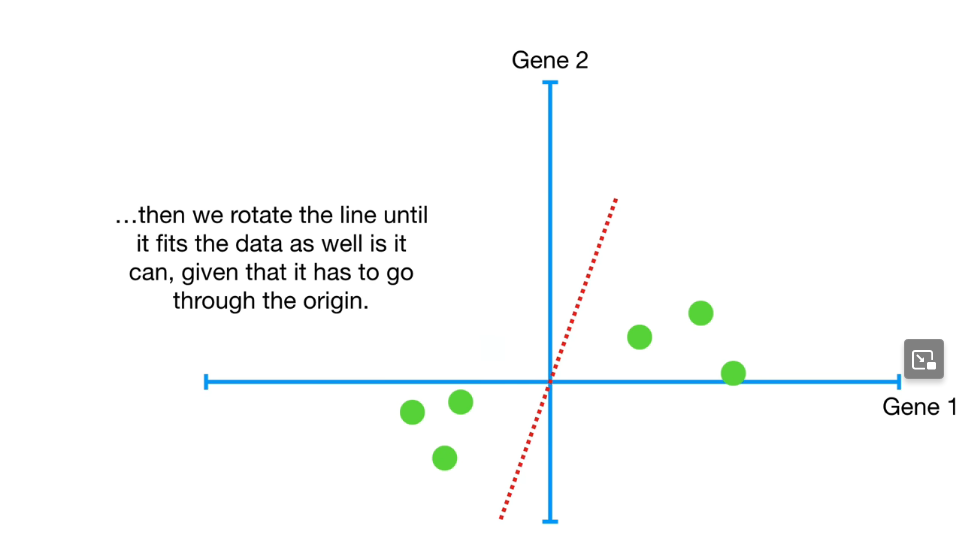 Gene 2
…then we rotate the line until
it fits the data as well is it
can, given that it has to go
through the origin.
Gene 1